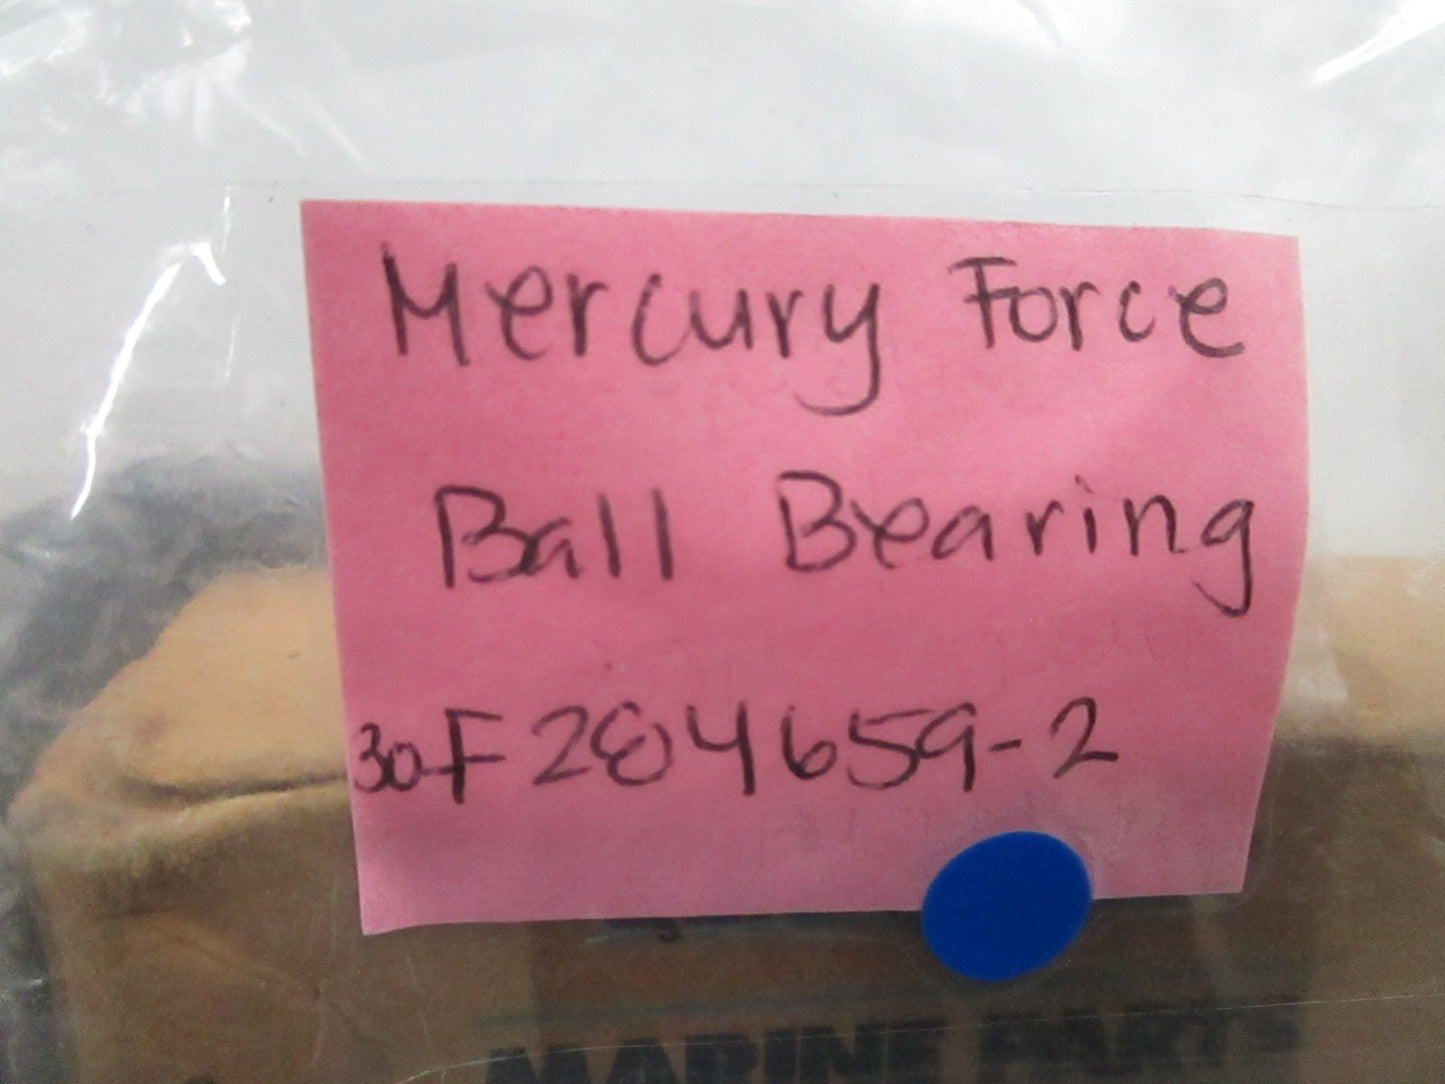 Mercury Force
Ball Bearing
30-F284659-2
MARINE PARTS